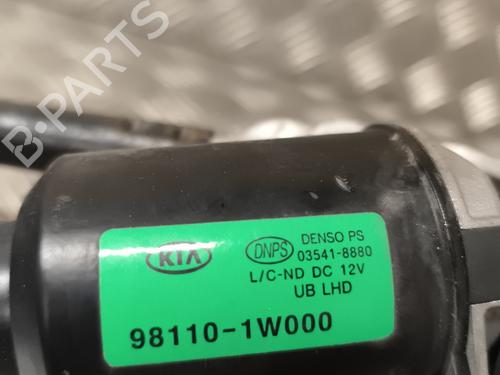 B-PARTS
KIA
DNPS
DENSO PS
03541-8880
L/C-ND DC 12V
UB LHD
98110-1W000